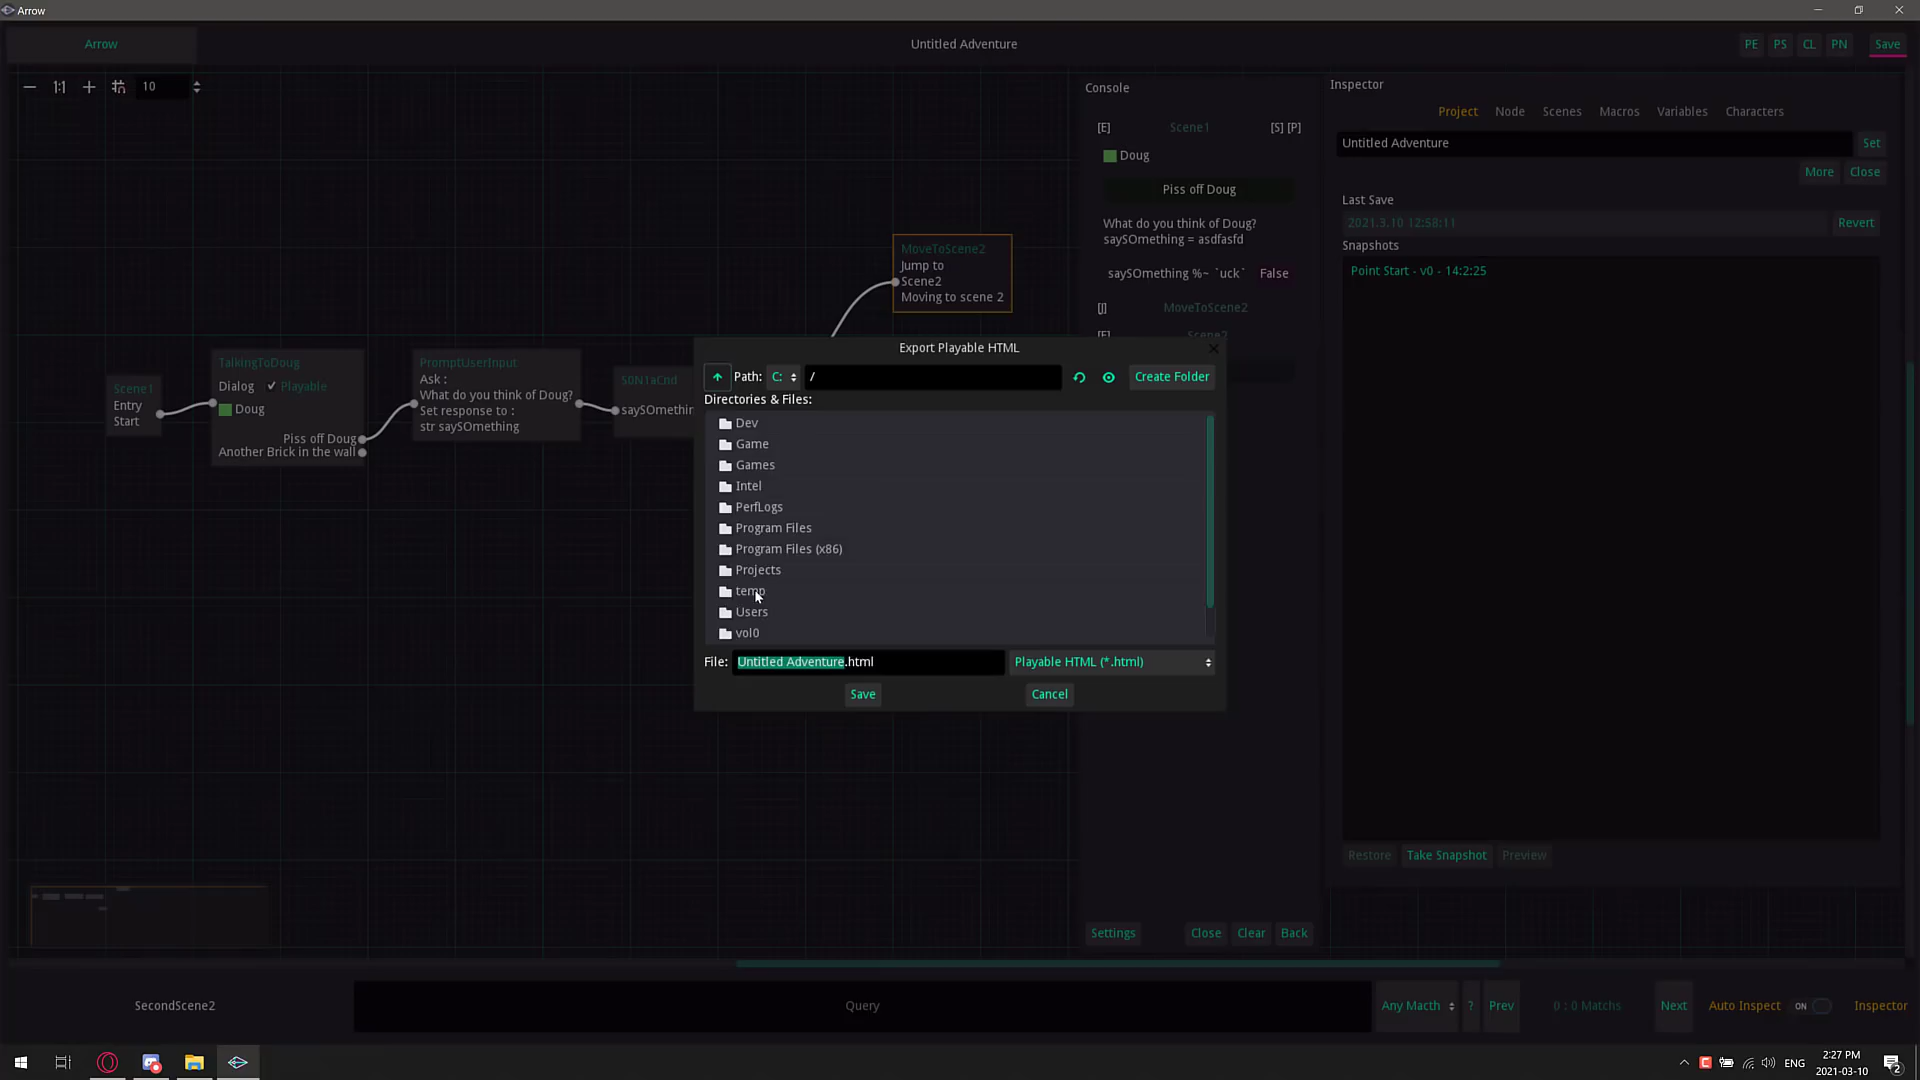 Arrow
Arrow
Untitled Adventure
PE PS CL PN Save
1:1 10
Console
[E] Scene1 [S] [P]
Doug
Piss off Doug
What do you think of Doug?
saySOmething = asdfasfd
saySOmething %~ `uck` False
[J] MoveToScene2
[E] Scene2
Inspector
Project Node Scenes Macros Variables Characters
Untitled Adventure Set
More Close
Last Save
2021.3.10 12:58:11 Revert
Snapshots
Point Start - v0 - 14:2:25
Restore Take Snapshot Preview
MoveToScene2
Jump to
Scene2
Moving to scene 2
Scene1
Entry
Start
TalkingToDoug
Dialog ✓ Playable
Doug
Piss off Doug
Another Brick in the wall
PromptUserInput
Ask :
What do you think of Doug?
Set response to :
str saySOmething
S0N1aCnd
saySOmethin
Export Playable HTML
Path: C: / Create Folder
Directories & Files:
Dev
Game
Games
Intel
PerfLogs
Program Files
Program Files (x86)
Projects
temp
Users
vol0
File: Untitled Adventure.html Playable HTML (*.html)
Save Cancel
Settings Close Clear Back
SecondScene2 Query Any Macth ? Prev 0 : 0 Matchs Next Auto Inspect ON Inspector
ENG 2:27 PM
2021-03-10
2